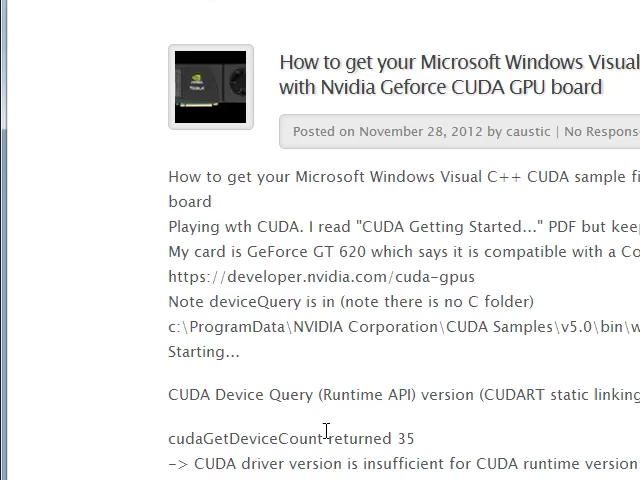 How to get your Microsoft Windows Visual
with Nvidia Geforce CUDA GPU board
Posted on November 28, 2012 by caustic | No Respons
How to get your Microsoft Windows Visual C++ CUDA sample fi
board
Playing wth CUDA. I read "CUDA Getting Started..." PDF but keep
My card is GeForce GT 620 which says it is compatible with a Co
https://developer.nvidia.com/cuda-gpus
Note deviceQuery is in (note there is no C folder)
c:\ProgramData\NVIDIA Corporation\CUDA Samples\v5.0\bin\w
Starting...
CUDA Device Query (Runtime API) version (CUDART static linking
cudaGetDeviceCount returned 35
-> CUDA driver version is insufficient for CUDA runtime version